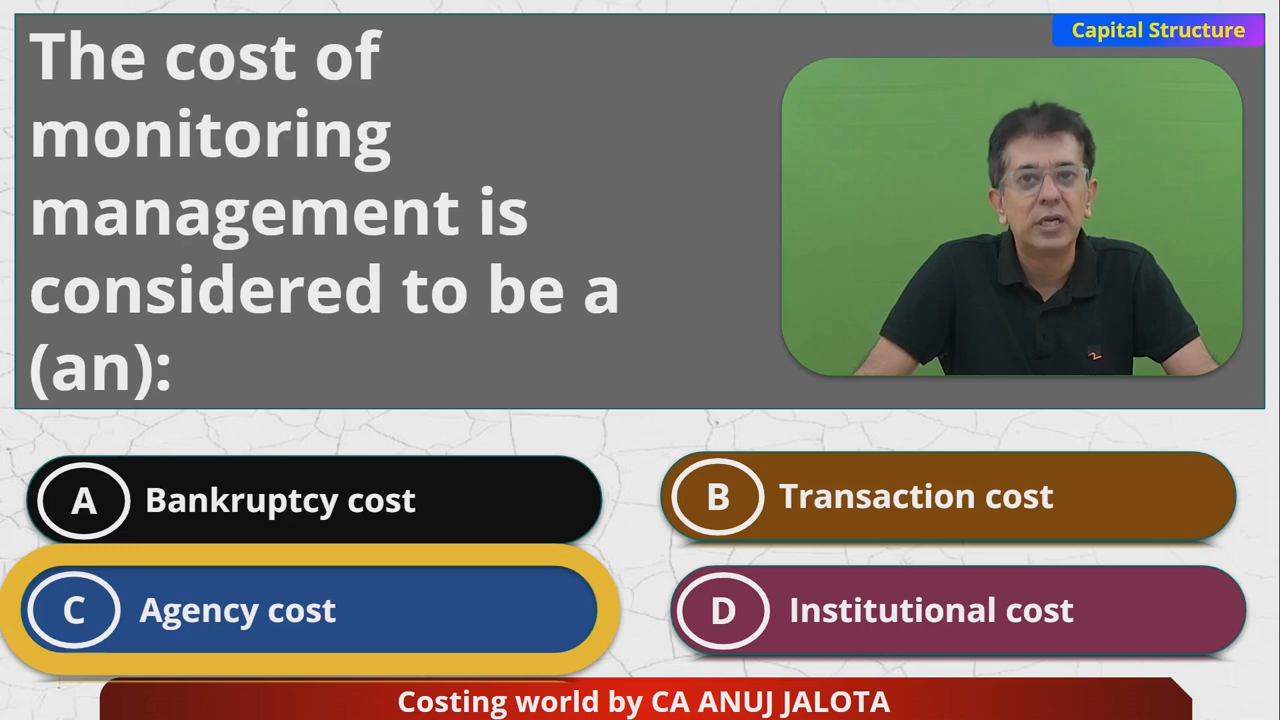 Capital Structure
The cost of
monitoring
management is
considered to be a
(an):
A Bankruptcy cost
B Transaction cost
C Agency cost
D Institutional cost
Costing world by CA ANUJ JALOTA